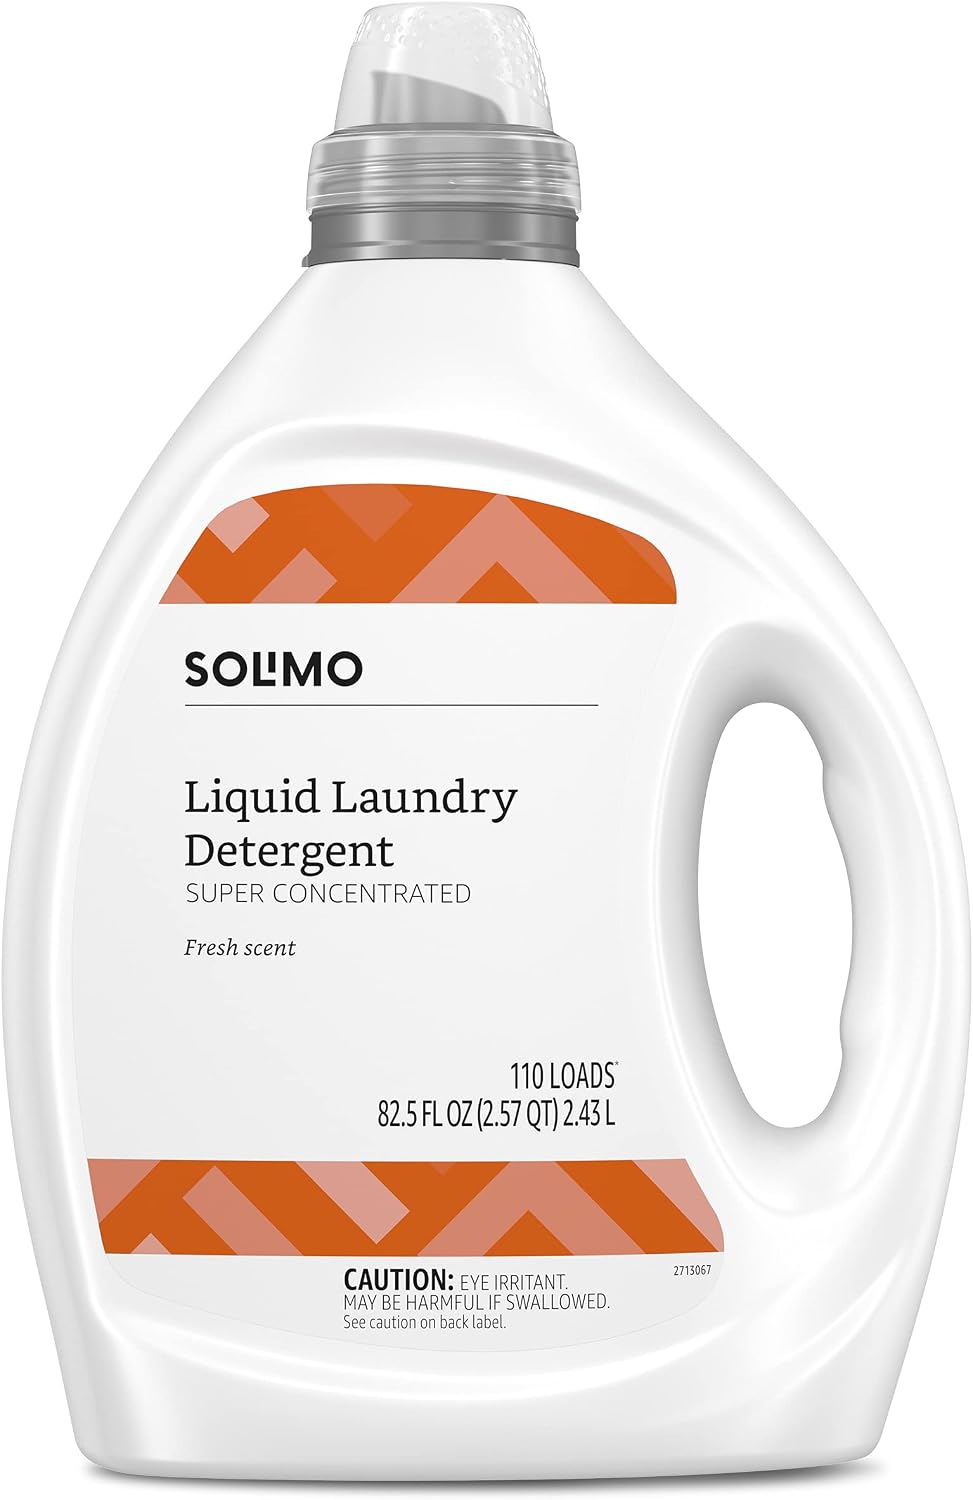 SOLIMO
Liquid Laundry
Detergent
SUPER CONCENTRATED
Fresh scent
110 LOADS*
82.5 FL OZ (2.57 QT) 2.43 L
2713067
CAUTION: EYE IRRITANT.
MAY BE HARMFUL IF SWALLOWED.
See caution on back label.